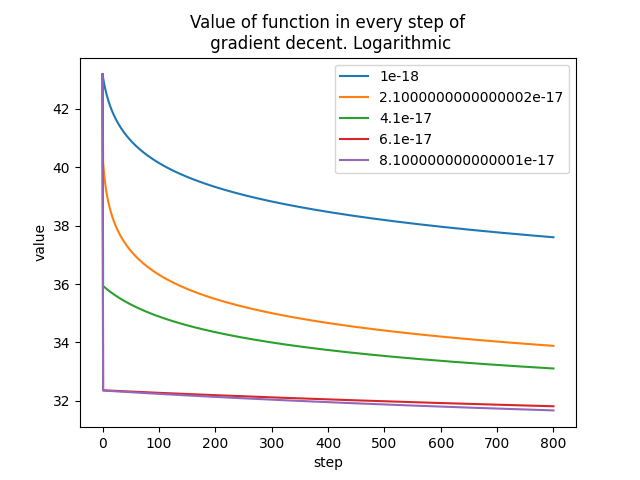 Value of function in every step of
gradient decent. Logarithmic
1e-18
2.1000000000000002e-17
4.1e-17
6.1e-17
8.100000000000001e-17
value
42
40
38
36
34
32
0 100 200 300 400 500 600 700 800
step